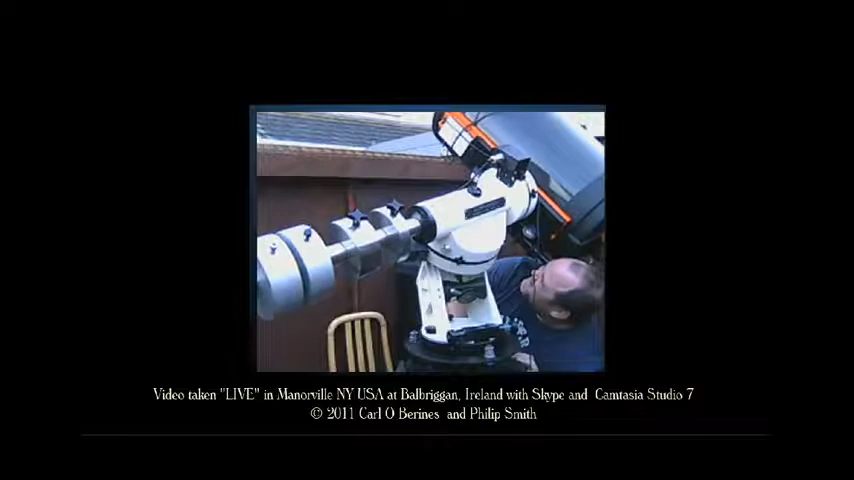 Video taken "LIVE" in Manorville NY USA at Balbriggan, Ireland with Skype and Camtasia Studio 7
© 2011 Carl O Berines and Philip Smith